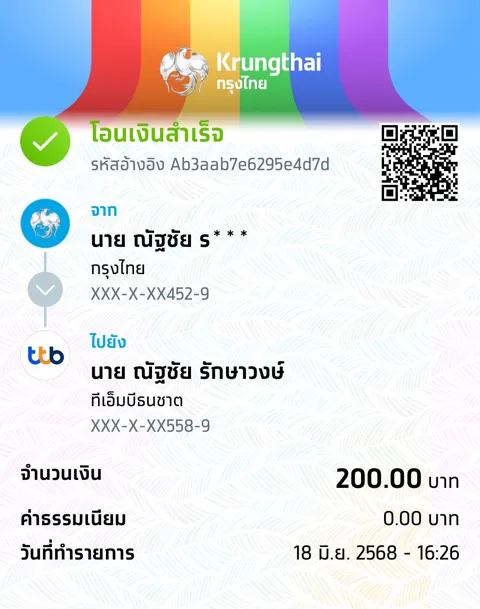 Krungthai
กรุงไทย
โอนเงินสำเร็จ
รหัสอ้างอิง Ab3aab7e6295e4d7d
จาก
นาย ณัฐชัย ร***
กรุงไทย
XXX-X-XX452-9
ttb
ไปยัง
นาย ณัฐชัย รักษาวงษ์
ทีเอ็มบีธนชาต
XXX-X-XX558-9
จำนวนเงิน 200.00 บาท
ค่าธรรมเนียม 0.00 บาท
วันที่ทำรายการ 18 มิ.ย. 2568 - 16:26